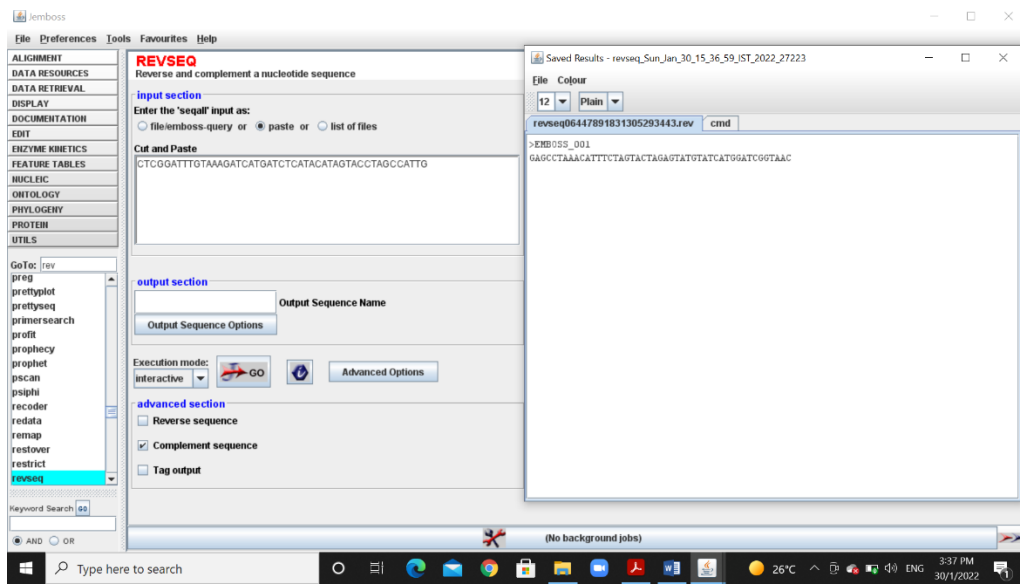 Jemboss
File Preferences Tools Favourites Help
ALIGNMENT
DATA RESOURCES
DATA RETRIEVAL
DISPLAY
DOCUMENTATION
EDIT
ENZYME KINETICS
FEATURE TABLES
NUCLEIC
ONTOLOGY
PHYLOGENY
PROTEIN
UTILS
GoTo: rev
preg
prettyplot
prettyseq
primersearch
profit
prophecy
prophet
pscan
psiphi
recoder
redata
remap
restover
restrict
revseq
Keyword Search GO
AND OR
REVSEQ
Reverse and complement a nucleotide sequence
input section
Enter the 'seqall' input as:
file/emboss-query or paste or list of files
Cut and Paste
CTCGGATTTGTAAAGATCATGATCTCATACATAGTACCTAGCCATTG
output section
Output Sequence Name
Output Sequence Options
Execution mode:
interactive GO Advanced Options
advanced section
Reverse sequence
Complement sequence
Tag output
Saved Results - revseq_Sun_Jan_30_15_36_59_IST_2022_27223
File Colour
12 Plain
revseq06447891831305293443.rev cmd
>EMBOSS_001
GAGCCTAAACATTTCTAGTACTAGAGTATGTATCATGGATCGGTAAC
(No background jobs)
Type here to search
26°C ENG 3:37 PM
30/1/2022
1